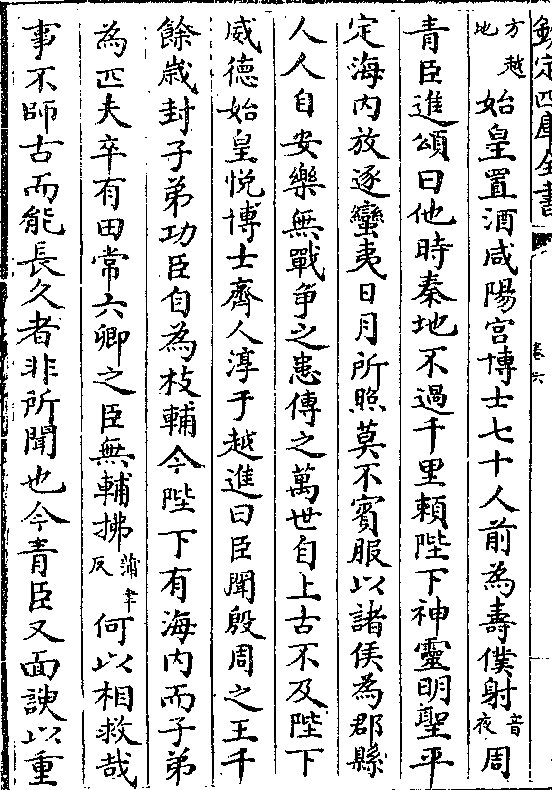 欽定四庫全書
卷六
方越
地
始皇置酒咸陽宮博士七十人前為壽僕射音夜周
青臣進頌曰他時秦地不過千里賴陛下神靈明聖平
定海內放逐蠻夷日月所照莫不賓服以諸侯為郡縣
人人自安樂無戰爭之患傳之萬世自上古不及陛下
威德始皇悅博士齊人淳于越進曰臣聞殷周之王千
餘歲封子弟功臣自為枝輔今陛下有海內而子弟
為匹夫卒有田常六卿之臣無輔拂蒲筆反何以相救哉
事不師古而能長久者非所聞也今青臣又面諛以重